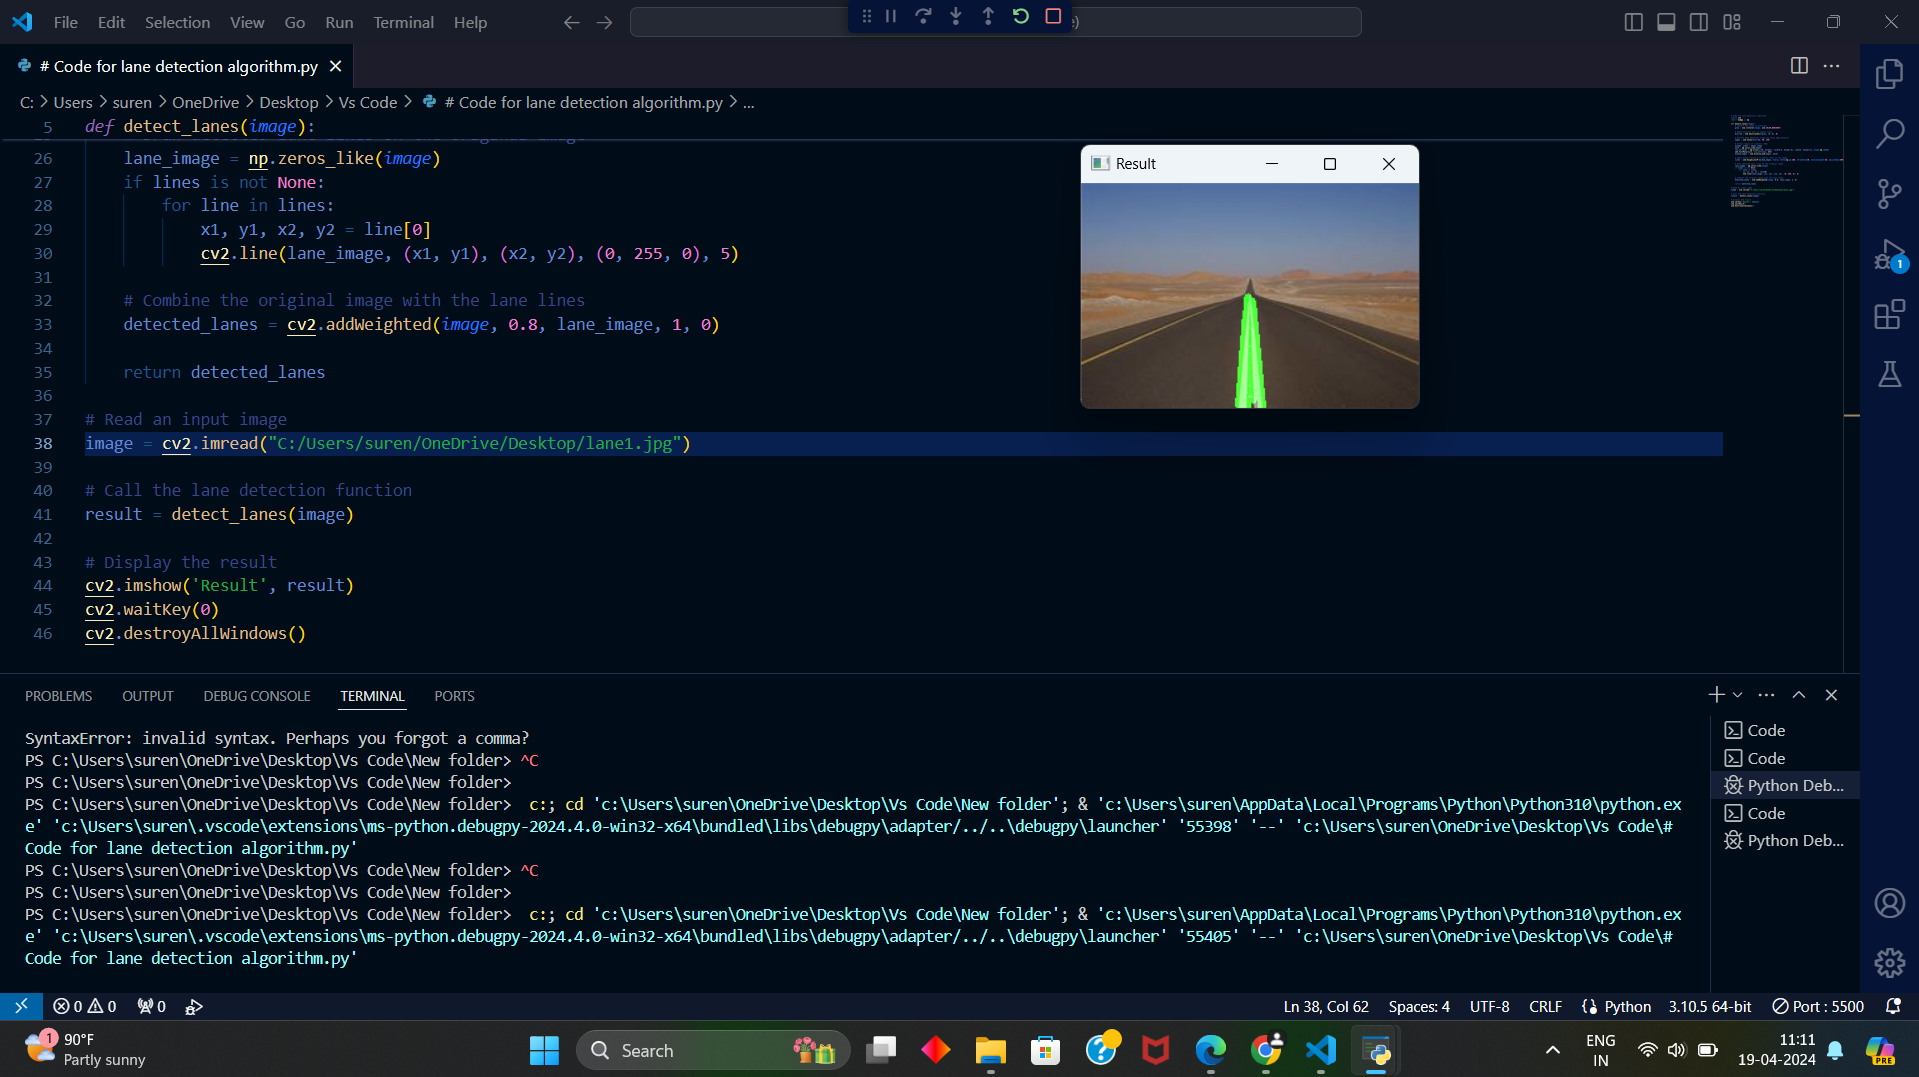 File Edit Selection View Go Run Terminal Help
# Code for lane detection algorithm.py
C: > Users > suren > OneDrive > Desktop > Vs Code > # Code for lane detection algorithm.py > ...
5 def detect_lanes(image):
26 lane_image = np.zeros_like(image)
27 if lines is not None:
28 for line in lines:
29 x1, y1, x2, y2 = line[0]
30 cv2.line(lane_image, (x1, y1), (x2, y2), (0, 255, 0), 5)
31
32 # Combine the original image with the lane lines
33 detected_lanes = cv2.addWeighted(image, 0.8, lane_image, 1, 0)
34
35 return detected_lanes
36
37 # Read an input image
38 image = cv2.imread("C:/Users/suren/OneDrive/Desktop/lane1.jpg")
39
40 # Call the lane detection function
41 result = detect_lanes(image)
42
43 # Display the result
44 cv2.imshow('Result', result)
45 cv2.waitKey(0)
46 cv2.destroyAllWindows()
Result
1
PROBLEMS OUTPUT DEBUG CONSOLE TERMINAL PORTS
SyntaxError: invalid syntax. Perhaps you forgot a comma?
PS C:\Users\suren\OneDrive\Desktop\Vs Code\New folder> ^C
PS C:\Users\suren\OneDrive\Desktop\Vs Code\New folder>
PS C:\Users\suren\OneDrive\Desktop\Vs Code\New folder>  c:; cd 'c:\Users\suren\OneDrive\Desktop\Vs Code\New folder'; & 'c:\Users\suren\AppData\Local\Programs\Python\Python310\python.ex
e' 'c:\Users\suren\.vscode\extensions\ms-python.debugpy-2024.4.0-win32-x64\bundled\libs\debugpy\adapter/../..\debugpy\launcher' '55398' '--' 'c:\Users\suren\OneDrive\Desktop\Vs Code\#
Code for lane detection algorithm.py'
PS C:\Users\suren\OneDrive\Desktop\Vs Code\New folder> ^C
PS C:\Users\suren\OneDrive\Desktop\Vs Code\New folder>
PS C:\Users\suren\OneDrive\Desktop\Vs Code\New folder>  c:; cd 'c:\Users\suren\OneDrive\Desktop\Vs Code\New folder'; & 'c:\Users\suren\AppData\Local\Programs\Python\Python310\python.ex
e' 'c:\Users\suren\.vscode\extensions\ms-python.debugpy-2024.4.0-win32-x64\bundled\libs\debugpy\adapter/../..\debugpy\launcher' '55405' '--' 'c:\Users\suren\OneDrive\Desktop\Vs Code\#
Code for lane detection algorithm.py'
Code
Code
Python Deb...
Code
Python Deb...
0 0 0 Ln 38, Col 62 Spaces: 4 UTF-8 CRLF Python 3.10.5 64-bit Port : 5500
1 90°F
Partly sunny
Search
PRE
ENG
IN
11:11
19-04-2024